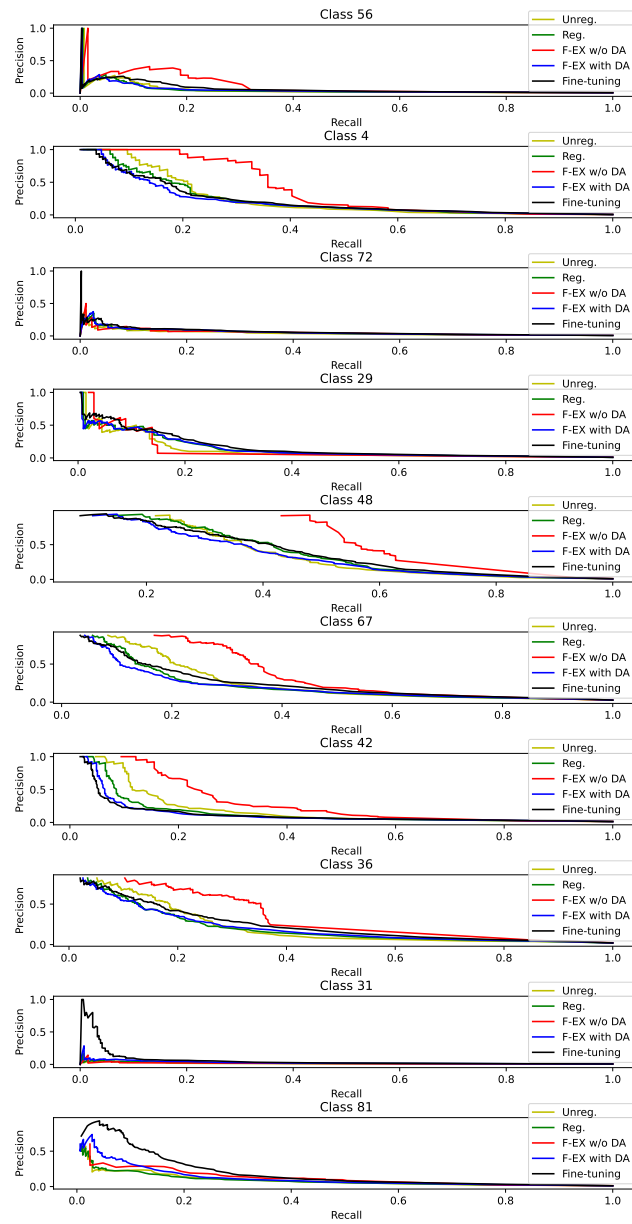 Class 56
1.0
0.5
0.0
Precision
0.0 0.2 0.4 0.6 0.8 1.0
Recall
Unreg.
Reg.
F-EX w/o DA
F-EX with DA
Fine-tuning
Class 4
1.0
0.5
0.0
Precision
0.0 0.2 0.4 0.6 0.8 1.0
Recall
Unreg.
Reg.
F-EX w/o DA
F-EX with DA
Fine-tuning
Class 72
1.0
0.5
0.0
Precision
0.0 0.2 0.4 0.6 0.8 1.0
Recall
Unreg.
Reg.
F-EX w/o DA
F-EX with DA
Fine-tuning
Class 29
1.0
0.5
0.0
Precision
0.0 0.2 0.4 0.6 0.8 1.0
Recall
Unreg.
Reg.
F-EX w/o DA
F-EX with DA
Fine-tuning
Class 48
0.5
0.0
Precision
0.2 0.4 0.6 0.8 1.0
Recall
Unreg.
Reg.
F-EX w/o DA
F-EX with DA
Fine-tuning
Class 67
0.5
0.0
Precision
0.0 0.2 0.4 0.6 0.8 1.0
Recall
Unreg.
Reg.
F-EX w/o DA
F-EX with DA
Fine-tuning
Class 42
1.0
0.5
0.0
Precision
0.0 0.2 0.4 0.6 0.8 1.0
Recall
Unreg.
Reg.
F-EX w/o DA
F-EX with DA
Fine-tuning
Class 36
0.5
0.0
Precision
0.0 0.2 0.4 0.6 0.8 1.0
Recall
Unreg.
Reg.
F-EX w/o DA
F-EX with DA
Fine-tuning
Class 31
1.0
0.5
0.0
Precision
0.0 0.2 0.4 0.6 0.8 1.0
Recall
Unreg.
Reg.
F-EX w/o DA
F-EX with DA
Fine-tuning
Class 81
0.5
0.0
Precision
0.0 0.2 0.4 0.6 0.8 1.0
Recall
Unreg.
Reg.
F-EX w/o DA
F-EX with DA
Fine-tuning